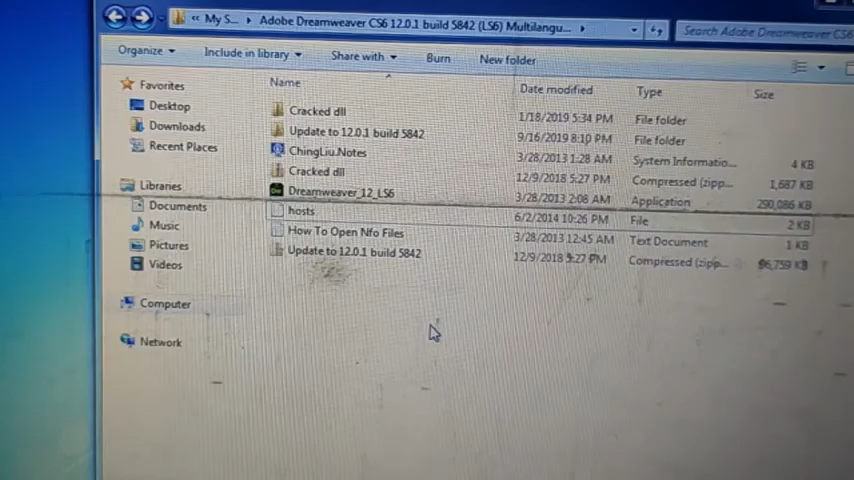 « My S... ▸ Adobe Dreamweaver CS6 12.0.1 build 5842 (LS6) Multilangu... ▸
Search Adobe Dreamweaver CS6
Organize Include in library Share with Burn New folder
Name Date modified Type Size
Favorites
Desktop
Downloads
Recent Places
Libraries
Documents
Music
Pictures
Videos
Computer
Network
Cracked dll 1/18/2019 5:34 PM File folder
Update to 12.0.1 build 5842 9/16/2019 8:10 PM File folder
ChingLiu.Notes 3/28/2013 1:28 AM System Informatio... 4 KB
Cracked dll 12/9/2018 5:27 PM Compressed (zipp... 1,687 KB
Dreamweaver_12_LS6 3/28/2013 2:08 AM Application 290,086 KB
hosts 6/2/2014 10:26 PM File 2 KB
How To Open Nfo Files 3/28/2013 12:45 AM Text Document 1 KB
Update to 12.0.1 build 5842 12/9/2018 5:27 PM Compressed (zipp...